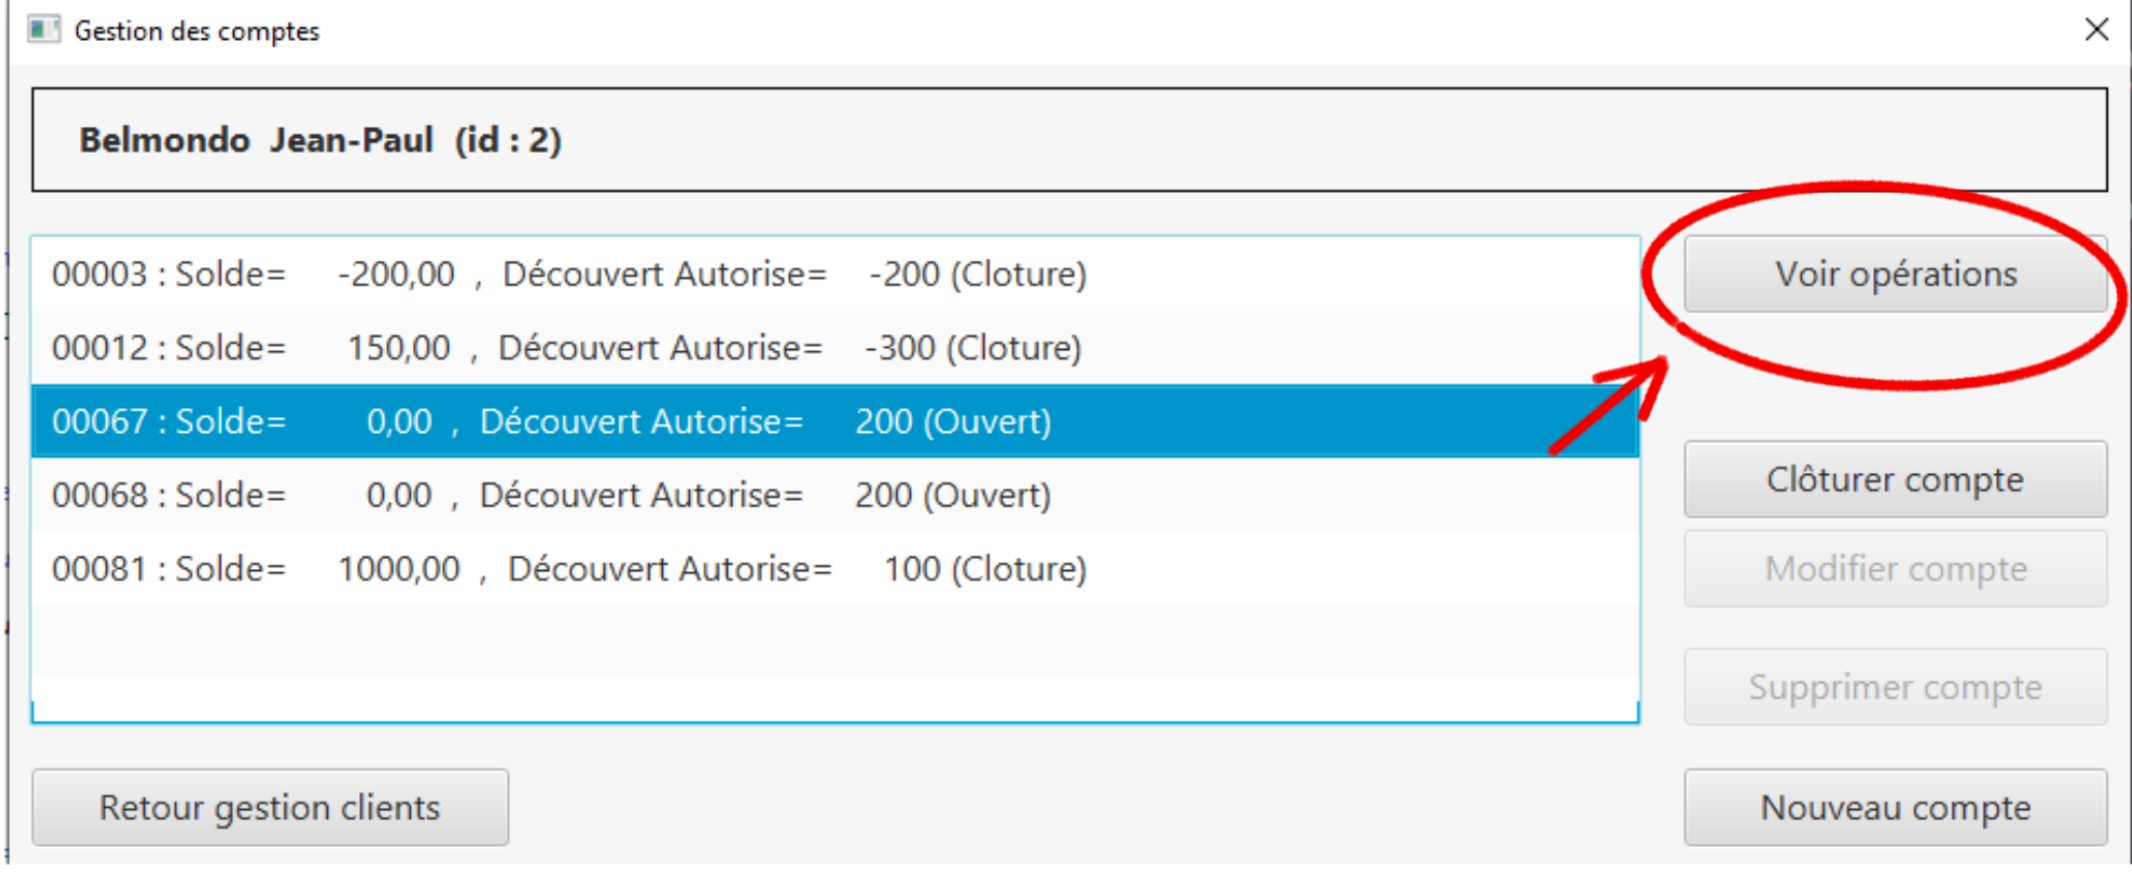 Gestion des comptes
Belmondo Jean-Paul (id : 2)
00003 : Solde= -200,00 , Découvert Autorise= -200 (Cloture)
00012 : Solde= 150,00 , Découvert Autorise= -300 (Cloture)
00067 : Solde= 0,00 , Découvert Autorise= 200 (Ouvert)
00068 : Solde= 0,00 , Découvert Autorise= 200 (Ouvert)
00081 : Solde= 1000,00 , Découvert Autorise= 100 (Cloture)
Voir opérations
Clôturer compte
Modifier compte
Supprimer compte
Retour gestion clients
Nouveau compte